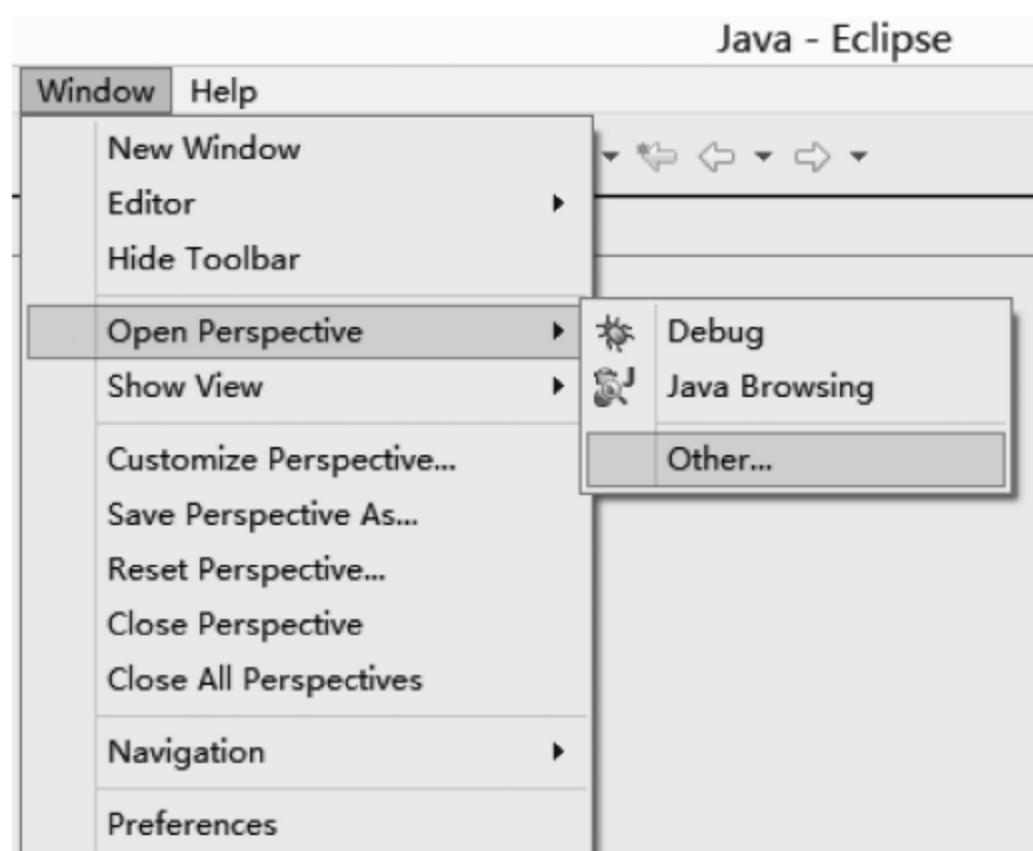 Java - Eclipse
Window Help
New Window
Editor
Hide Toolbar
Open Perspective
Debug
Show View
Java Browsing
Customize Perspective...
Other...
Save Perspective As...
Reset Perspective...
Close Perspective
Close All Perspectives
Navigation
Preferences